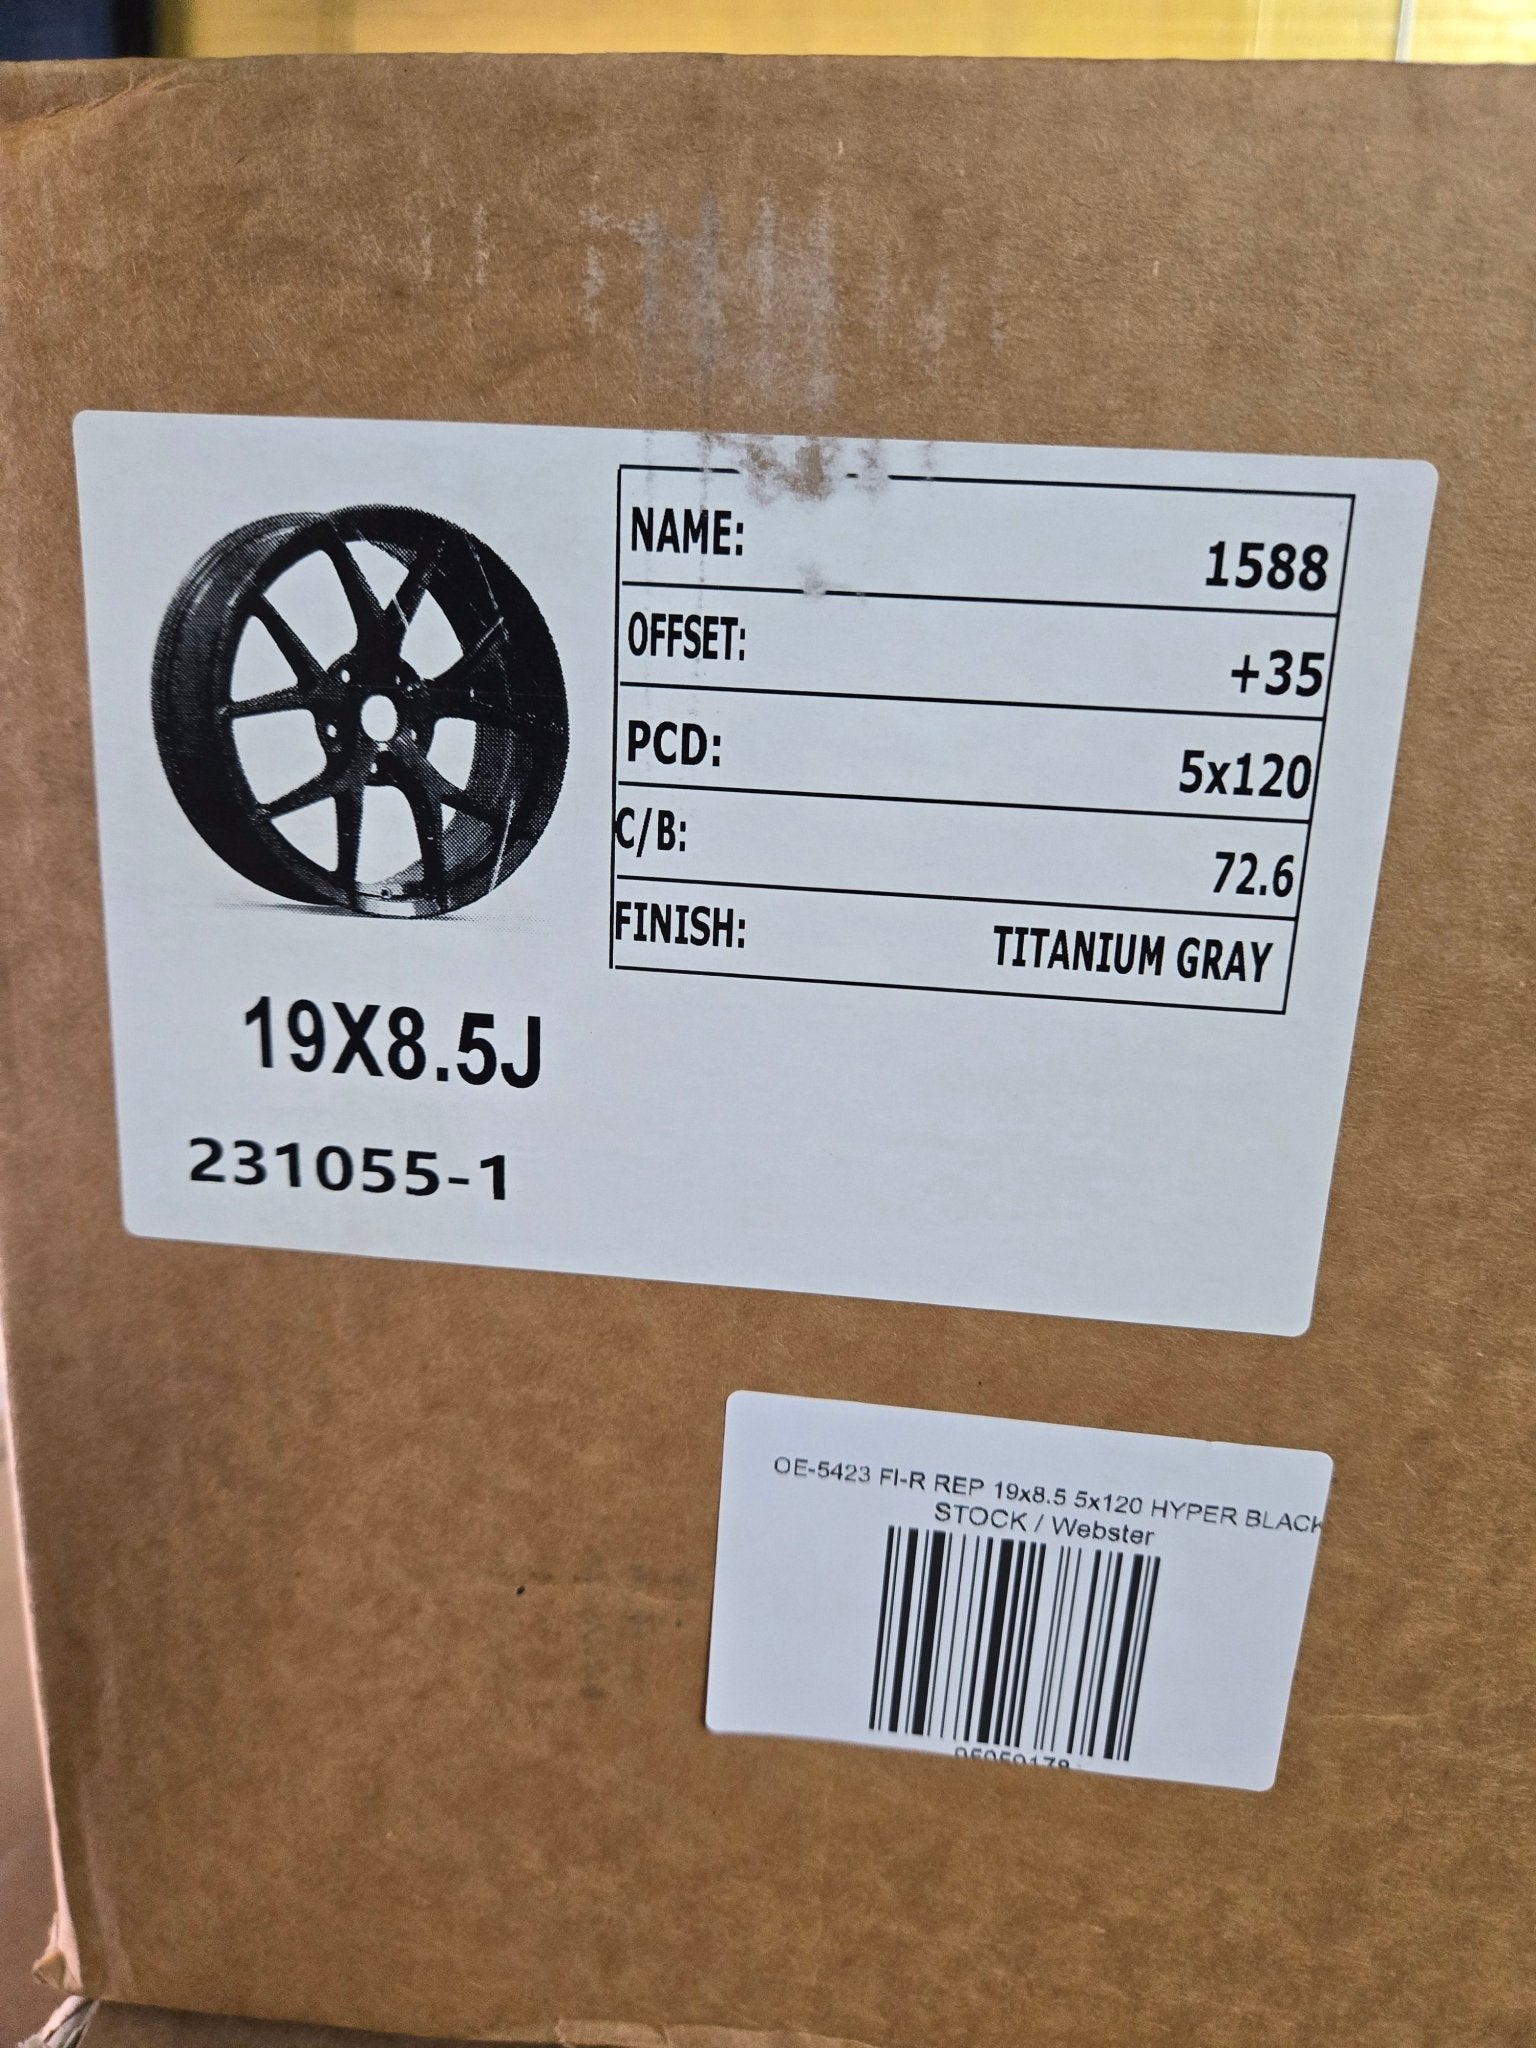 NAME: 1588
OFFSET: +35
PCD: 5x120
C/B: 72.6
FINISH: TITANIUM GRAY
19X8.5J
231055-1
OE-5423 FI-R REP 19x8.5 5x120 HYPER BLACK
STOCK / Webster